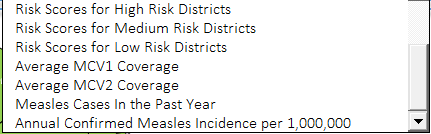 Risk Scores for High Risk Districts
Risk Scores for Medium Risk Districts
Risk Scores for Low Risk Districts
Average MCV1 Coverage
Average MCV2 Coverage
Measles Cases In the Past Year
Annual Confirmed Measles Incidence per 1,000,000